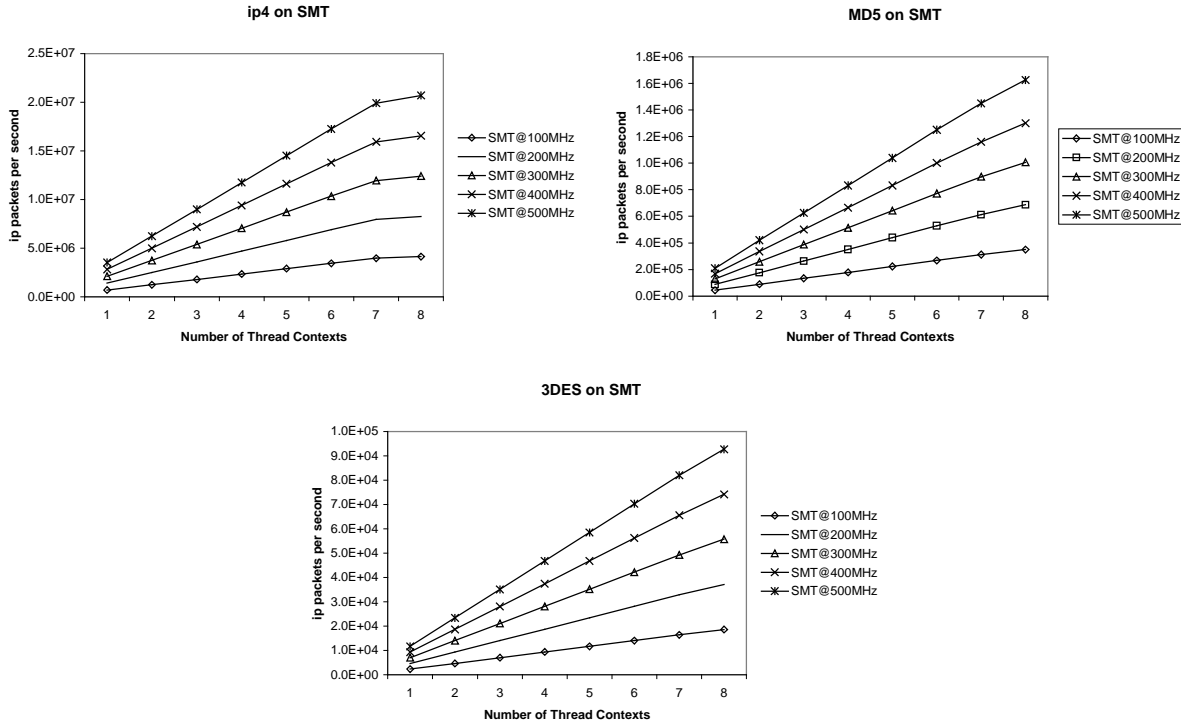 ip4 on SMT
ip packets per second
2.5E+07
2.0E+07
1.5E+07
1.0E+07
5.0E+06
0.0E+00
1 2 3 4 5 6 7 8
Number of Thread Contexts
SMT@100MHz
SMT@200MHz
SMT@300MHz
SMT@400MHz
SMT@500MHz
MD5 on SMT
ip packets per second
1.8E+06
1.6E+06
1.4E+06
1.2E+06
1.0E+06
8.0E+05
6.0E+05
4.0E+05
2.0E+05
0.0E+00
1 2 3 4 5 6 7 8
Number of Thread Contexts
SMT@100MHz
SMT@200MHz
SMT@300MHz
SMT@400MHz
SMT@500MHz
3DES on SMT
ip packets per second
1.0E+05
9.0E+04
8.0E+04
7.0E+04
6.0E+04
5.0E+04
4.0E+04
3.0E+04
2.0E+04
1.0E+04
0.0E+00
1 2 3 4 5 6 7 8
Number of Thread Contexts
SMT@100MHz
SMT@200MHz
SMT@300MHz
SMT@400MHz
SMT@500MHz